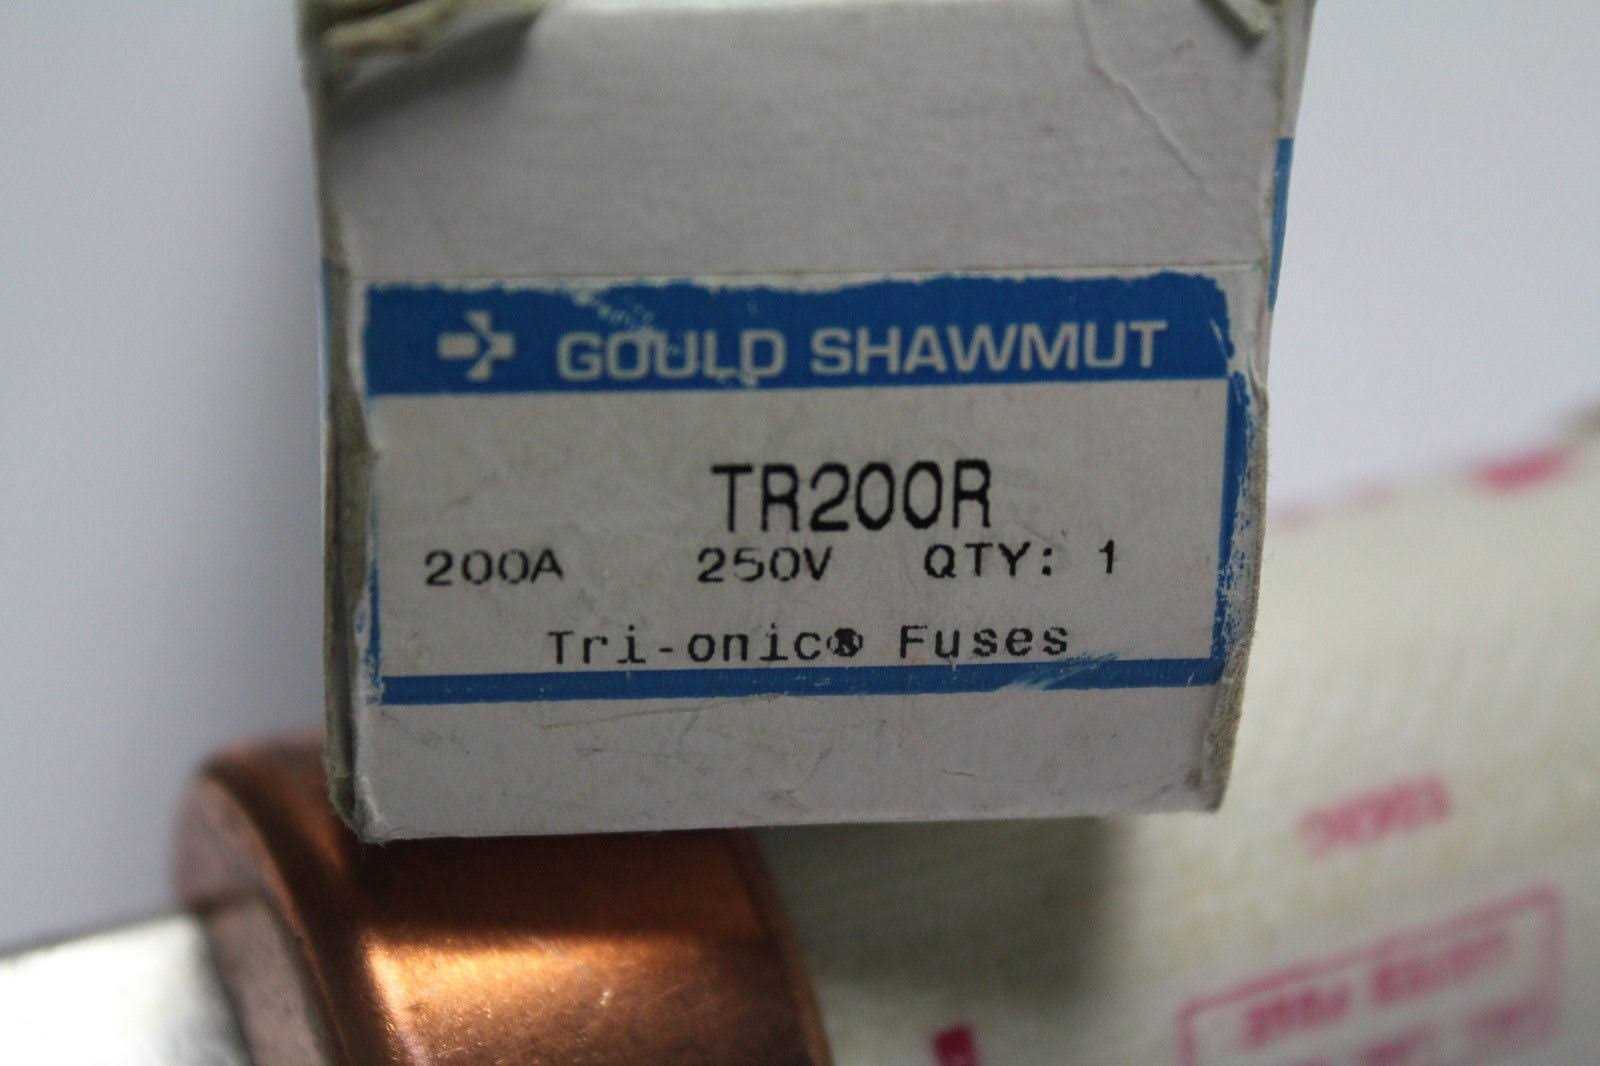 GOULD SHAWMUT
TR200R
200A 250V QTY: 1
Tri-onic® Fuses